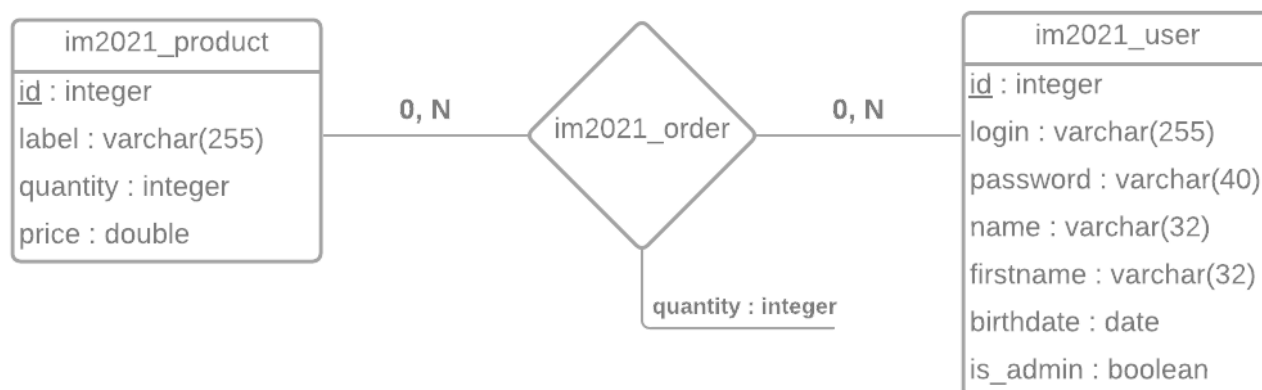 im2021_product
id : integer
label : varchar(255)
quantity : integer
price : double
0, N
im2021_order
quantity : integer
0, N
im2021_user
id : integer
login : varchar(255)
password : varchar(40)
name : varchar(32)
firstname : varchar(32)
birthdate : date
is_admin : boolean